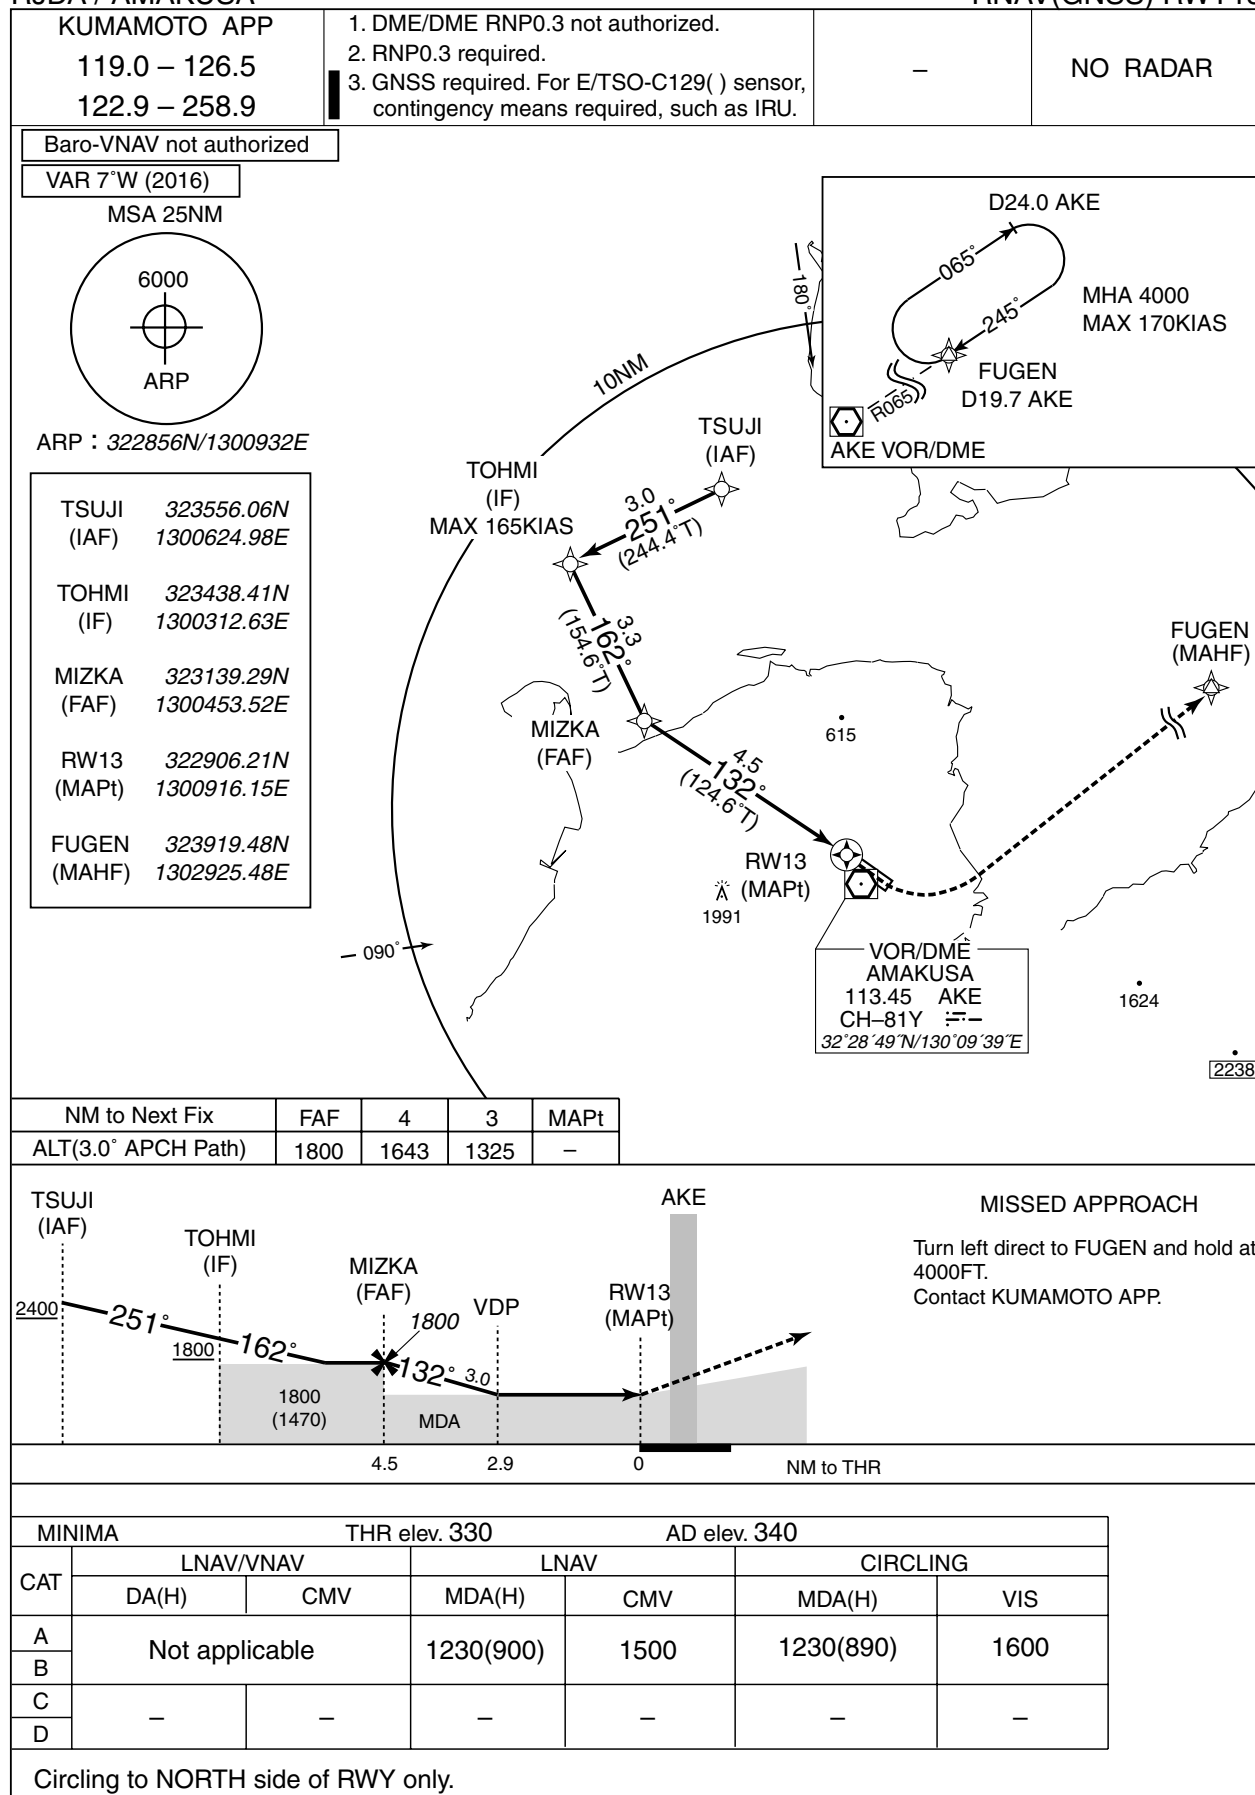 RJDA / AMAKUSA
KUMAMOTO APP
119.0 – 126.5
122.9 – 258.9
1. DME/DME RNP0.3 not authorized.
2. RNP0.3 required.
3. GNSS required. For E/TSO-C129( ) sensor,
contingency means required, such as IRU.
–
NO RADAR
Baro-VNAV not authorized
VAR 7˚W (2016)
MSA 25NM
6000
ARP
ARP : 322856N/1300932E
D24.0 AKE
065˚
245˚
MHA 4000
MAX 170KIAS
FUGEN
D19.7 AKE
R065
AKE VOR/DME
180˚
10NM
TSUJI
(IAF)
TOHMI
(IF)
MAX 165KIAS
3.0
251˚
(244.4˚T)
3.3
162˚
(154.6˚T)
TSUJI 323556.06N
(IAF) 1300624.98E
TOHMI 323438.41N
(IF) 1300312.63E
MIZKA 323139.29N
(FAF) 1300453.52E
RW13 322906.21N
(MAPt) 1300916.15E
FUGEN 323919.48N
(MAHF) 1302925.48E
FUGEN
(MAHF)
MIZKA
(FAF)
615
4.5
132˚
(124.6˚T)
RW13
(MAPt)
1991
090˚
VOR/DME
AMAKUSA
113.45 AKE
CH–81Y
32˚28´49˝N/130˚09´39˝E
1624
2238
NM to Next Fix FAF 4 3 MAPt
ALT(3.0˚ APCH Path) 1800 1643 1325 –
TSUJI
(IAF)
TOHMI
(IF)
MIZKA
(FAF)
VDP
RW13
(MAPt)
AKE
2400
251˚
1800
162˚
1800
132˚ 3.0
1800
(1470)
MDA
4.5 2.9 0 NM to THR
MISSED APPROACH
Turn left direct to FUGEN and hold at
4000FT.
Contact KUMAMOTO APP.
MINIMA THR elev. 330 AD elev. 340
CAT LNAV/VNAV LNAV CIRCLING
DA(H) CMV MDA(H) CMV MDA(H) VIS
A
B
Not applicable 1230(900) 1500 1230(890) 1600
C
D
– – – – – –
Circling to NORTH side of RWY only.